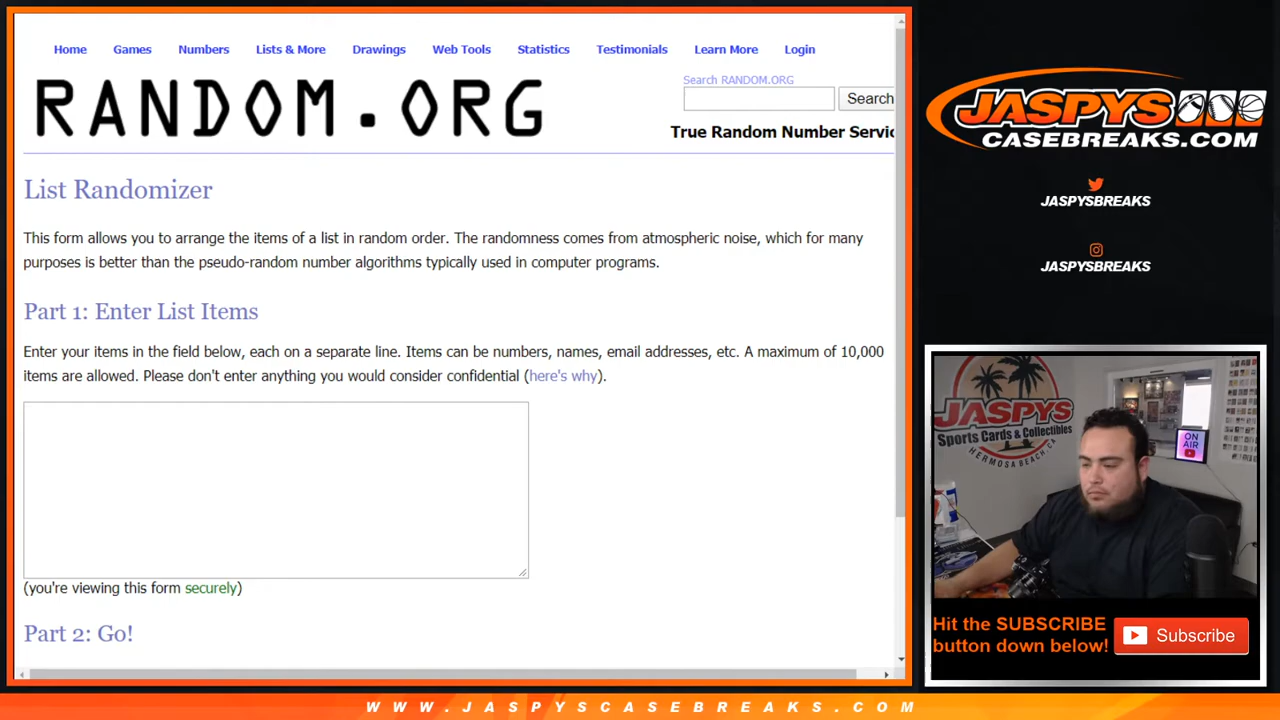 Home Games Numbers Lists & More Drawings Web Tools Statistics Testimonials Learn More Login
RANDOM.ORG
Search RANDOM.ORG
Search
True Random Number Servic
List Randomizer
This form allows you to arrange the items of a list in random order. The randomness comes from atmospheric noise, which for many
purposes is better than the pseudo-random number algorithms typically used in computer programs.
Part 1: Enter List Items
Enter your items in the field below, each on a separate line. Items can be numbers, names, email addresses, etc. A maximum of 10,000
items are allowed. Please don't enter anything you would consider confidential (here's why).
(you're viewing this form securely)
Part 2: Go!
JASPYS
CASEBREAKS.COM
JASPYSBREAKS
JASPYSBREAKS
JASPYS
Sports Cards & Collectibles
HERMOSA BEACH, CA
ON
AIR
Hit the SUBSCRIBE
button down below!
Subscribe
WWW.JASPYSCASEBREAKS.COM